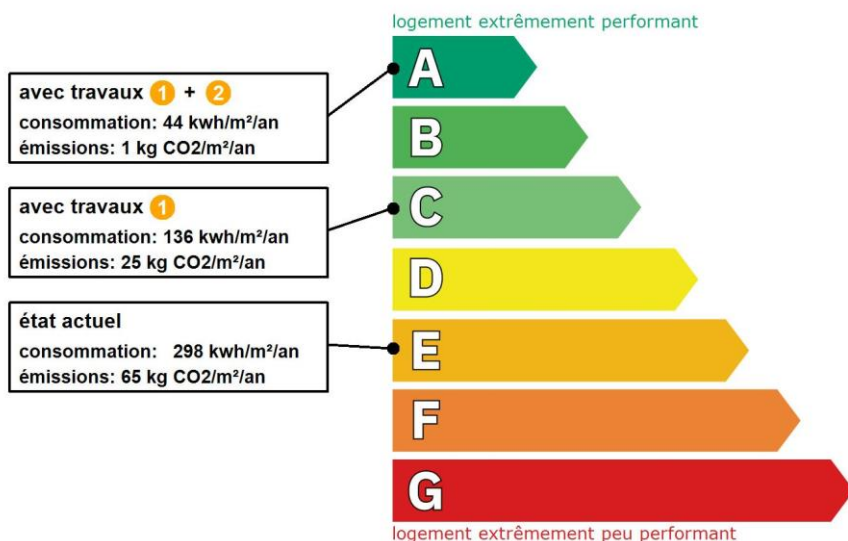 logement extrêmement performant
A
avec travaux 1 + 2
consommation: 44 kwh/m²/an
émissions: 1 kg CO2/m²/an
B
avec travaux 1
consommation: 136 kwh/m²/an
émissions: 25 kg CO2/m²/an
C
D
état actuel
consommation: 298 kwh/m²/an
émissions: 65 kg CO2/m²/an
E
F
G
logement extrêmement peu performant